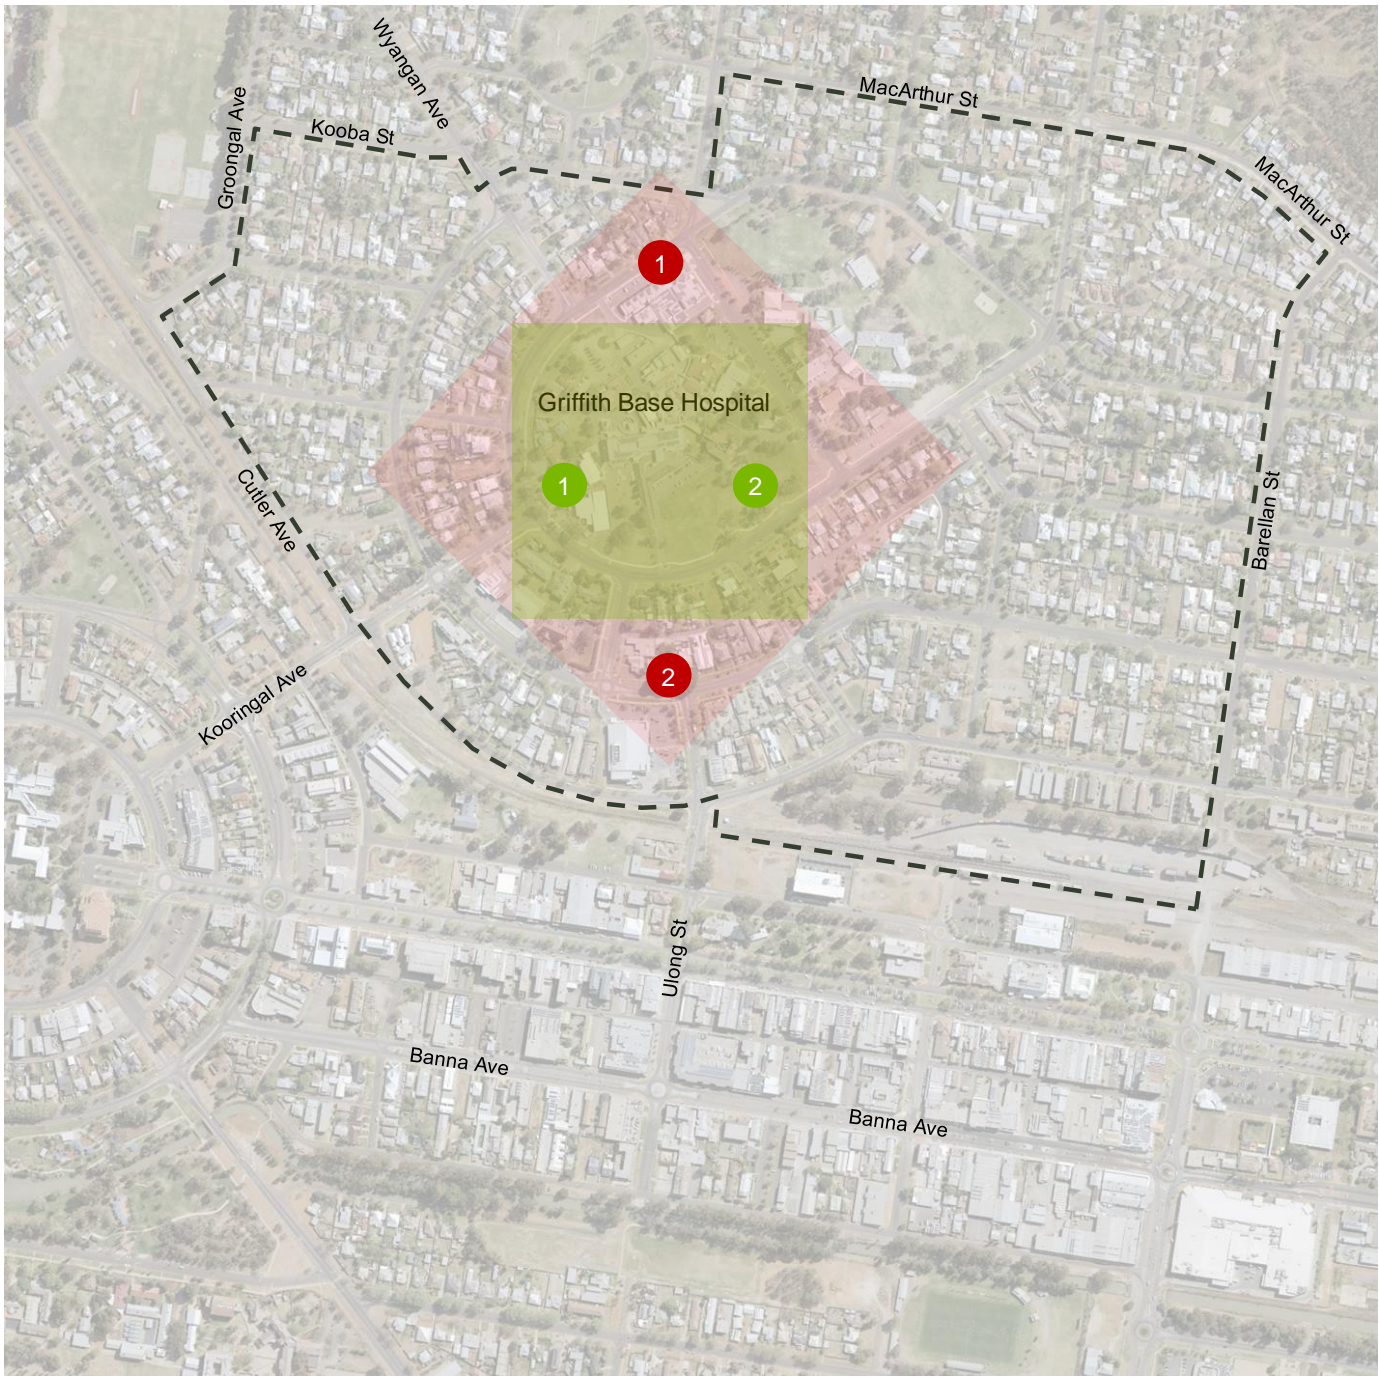 Wyangan Ave
MacArthur St
Groongal Ave
Kooba St
MacArthur St
1
Griffith Base Hospital
1
2
Cutler Ave
Barellan St
Kooringal Ave
2
Ulong St
Banna Ave
Banna Ave